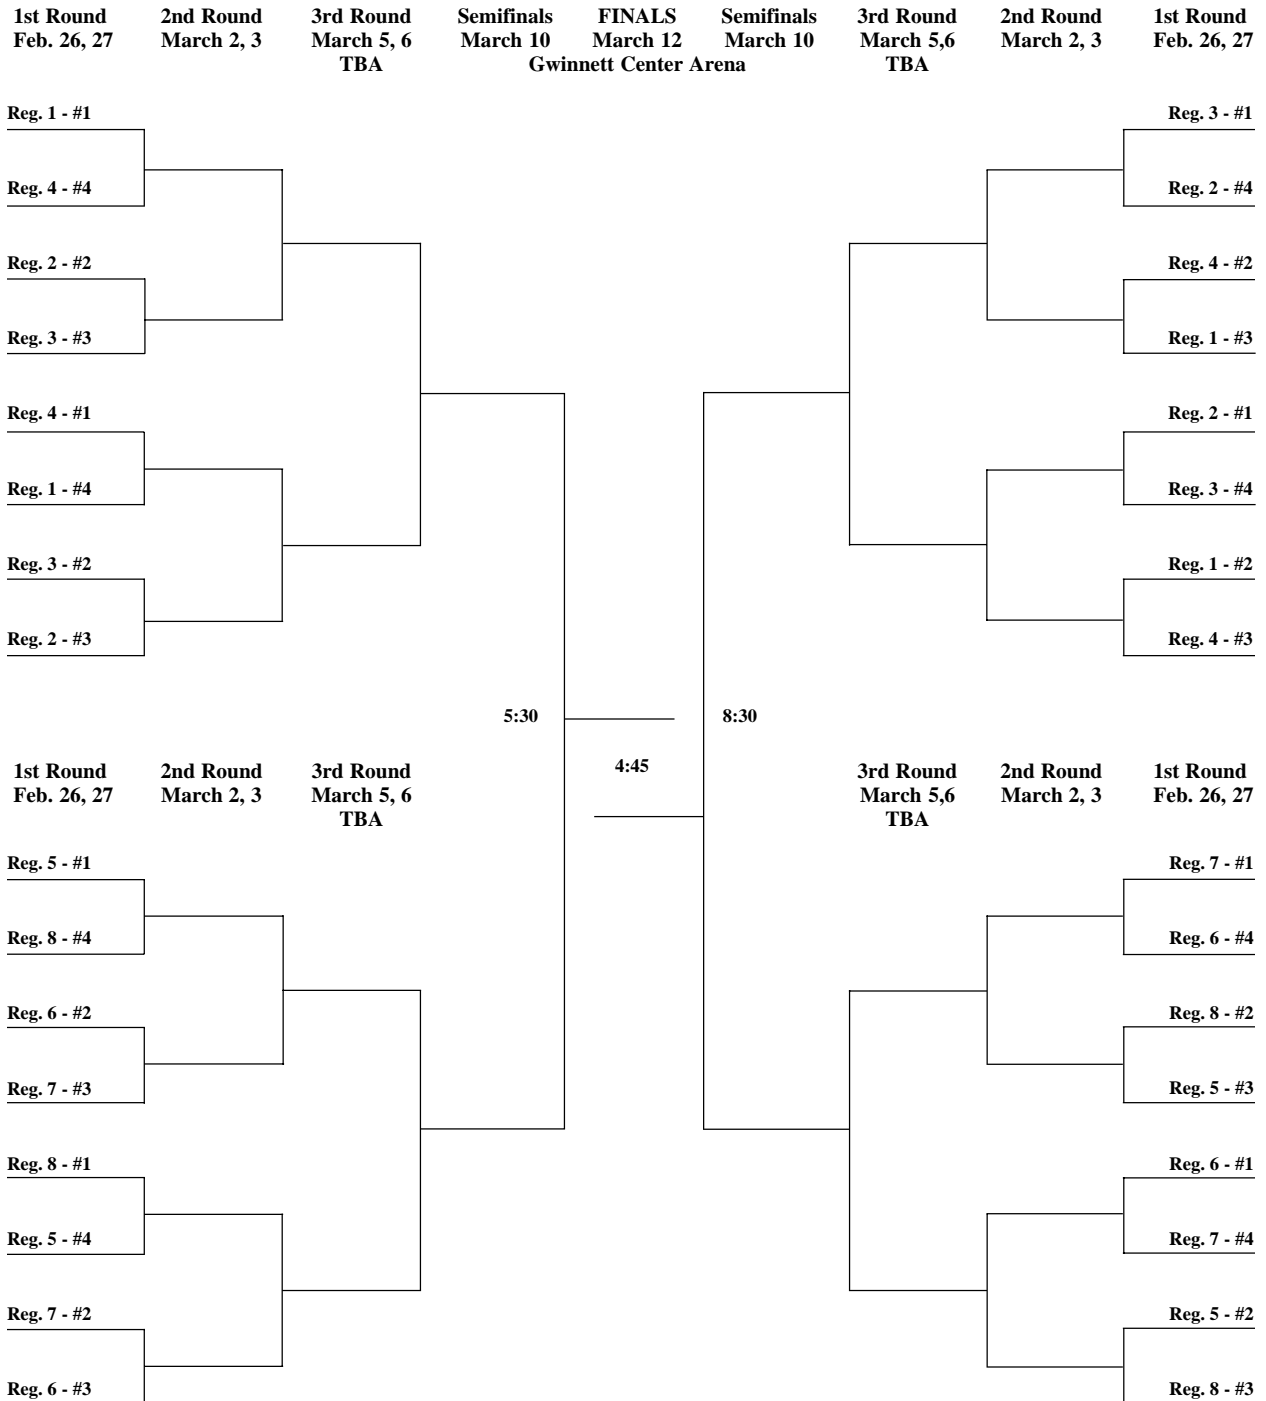 1st Round 2nd Round 3rd Round Semifinals FINALS Semifinals 3rd Round 2nd Round 1st Round
Feb. 26, 27 March 2, 3 March 5, 6 March 10 March 12 March 10 March 5,6 March 2, 3 Feb. 26, 27
TBA Gwinnett Center Arena TBA
Reg. 1 - #1 Reg. 3 - #1
Reg. 4 - #4 Reg. 2 - #4
Reg. 2 - #2 Reg. 4 - #2
Reg. 3 - #3 Reg. 1 - #3
Reg. 4 - #1 Reg. 2 - #1
Reg. 1 - #4 Reg. 3 - #4
Reg. 3 - #2 Reg. 1 - #2
Reg. 2 - #3 Reg. 4 - #3
5:30 8:30
4:45
1st Round 2nd Round 3rd Round 3rd Round 2nd Round 1st Round
Feb. 26, 27 March 2, 3 March 5, 6 March 5,6 March 2, 3 Feb. 26, 27
TBA TBA
Reg. 5 - #1 Reg. 7 - #1
Reg. 8 - #4 Reg. 6 - #4
Reg. 6 - #2 Reg. 8 - #2
Reg. 7 - #3 Reg. 5 - #3
Reg. 8 - #1 Reg. 6 - #1
Reg. 5 - #4 Reg. 7 - #4
Reg. 7 - #2 Reg. 5 - #2
Reg. 6 - #3 Reg. 8 - #3